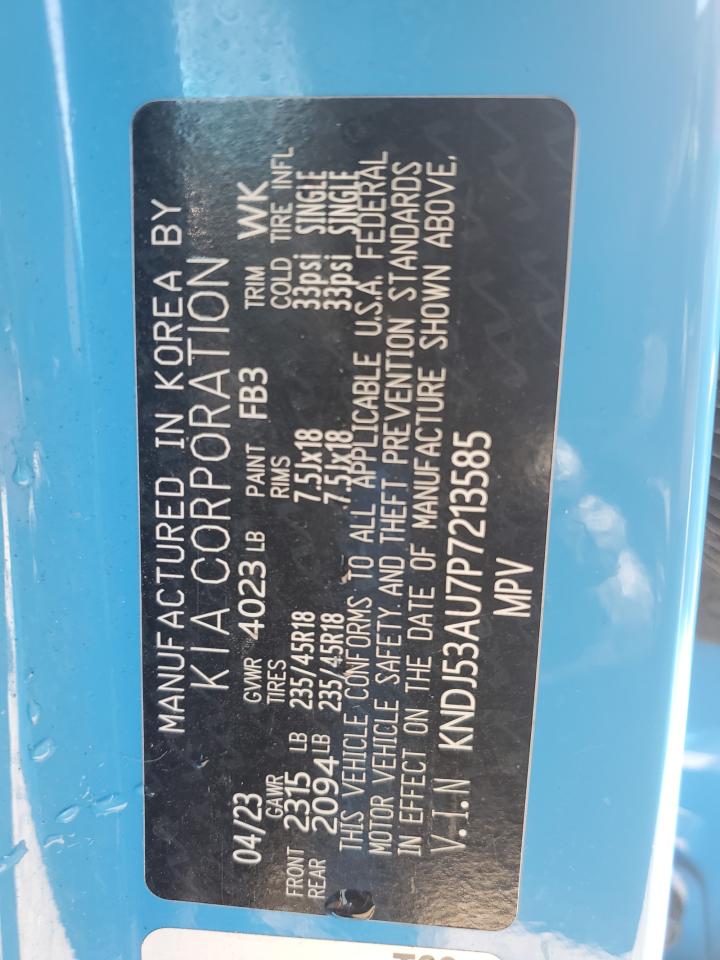 MANUFACTURED IN KOREA BY
KIA CORPORATION
04/23 GVWR 4023 LB PAINT FB3 TRIM WK
GAWR TIRES RIMS COLD TIRE INFL
FRONT 2315 LB 235/45R18 7.5Jx18 33psi SINGLE
REAR 2094 LB 235/45R18 7.5Jx18 33psi SINGLE
THIS VEHICLE CONFORMS TO ALL APPLICABLE U.S.A. FEDERAL
MOTOR VEHICLE SAFETY AND THEFT PREVENTION STANDARDS
IN EFFECT ON THE DATE OF MANUFACTURE SHOWN ABOVE,
V.I.N KNDJ53AU7P7213585
MPV